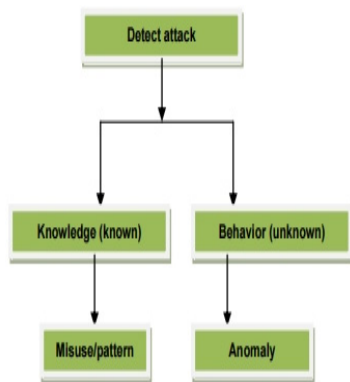 Detect attack
Knowledge (known)
Behavior (unknown)
Misuse/pattern
Anomaly